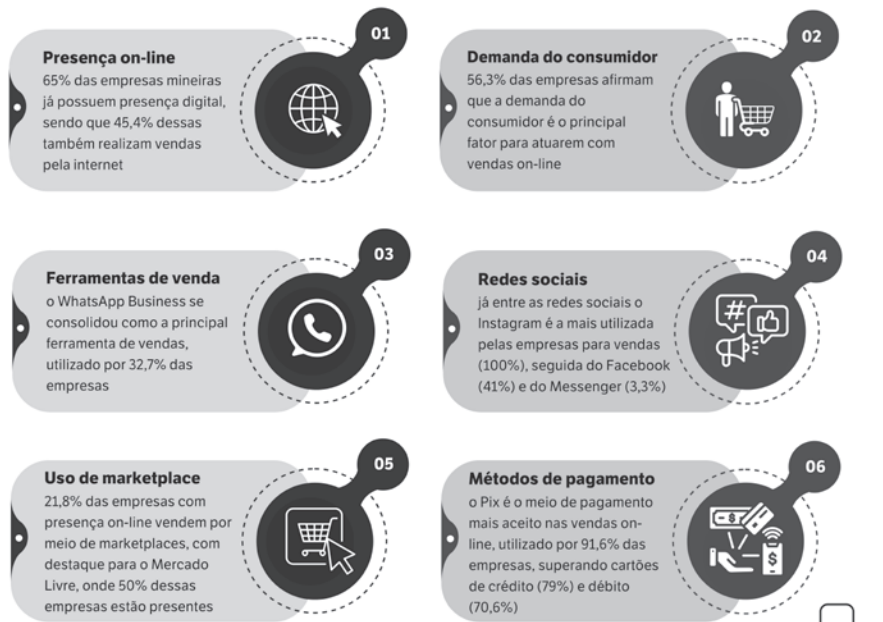 01
Presença on-line
65% das empresas mineiras
já possuem presença digital,
sendo que 45,4% dessas
também realizam vendas
pela internet
02
Demanda do consumidor
56,3% das empresas afirmam
que a demanda do
consumidor é o principal
fator para atuarem com
vendas on-line
03
Ferramentas de venda
o WhatsApp Business se
consolidou como a principal
ferramenta de vendas,
utilizado por 32,7% das
empresas
04
Redes sociais
já entre as redes sociais o
Instagram é a mais utilizada
pelas empresas para vendas
(100%), seguida do Facebook
(41%) e do Messenger (3,3%)
05
Uso de marketplace
21,8% das empresas com
presença on-line vendem por
meio de marketplaces, com
destaque para o Mercado
Livre, onde 50% dessas
empresas estão presentes
06
Métodos de pagamento
o Pix é o meio de pagamento
mais aceito nas vendas on-
line, utilizado por 91,6% das
empresas, superando cartões
de crédito (79%) e débito
(70,6%)